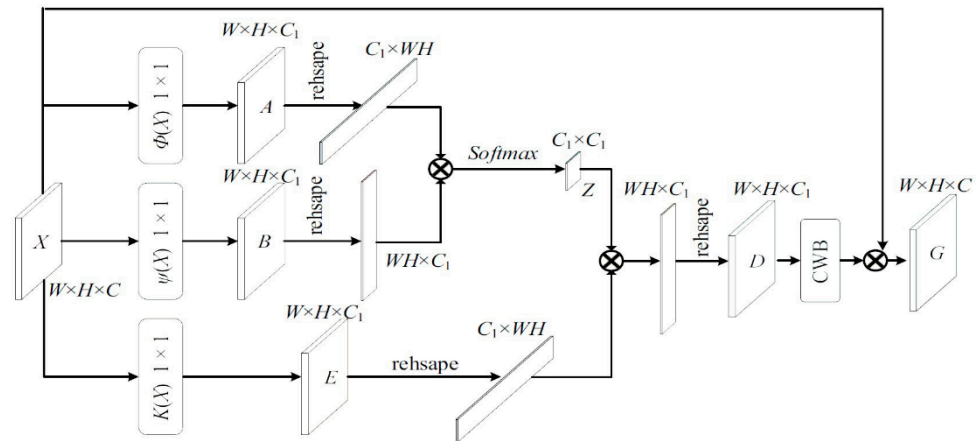 W×H×C₁
Φ(X) 1 × 1
A
rehsape
C₁×WH
Softmax
C₁×C₁
Z
X
W×H×C
ψ(X) 1 × 1
W×H×C₁
B
rehsape
WH×C₁
WH×C₁
rehsape
W×H×C₁
D
CWB
W×H×C
G
K(X) 1 × 1
W×H×C₁
E
rehsape
C₁×WH